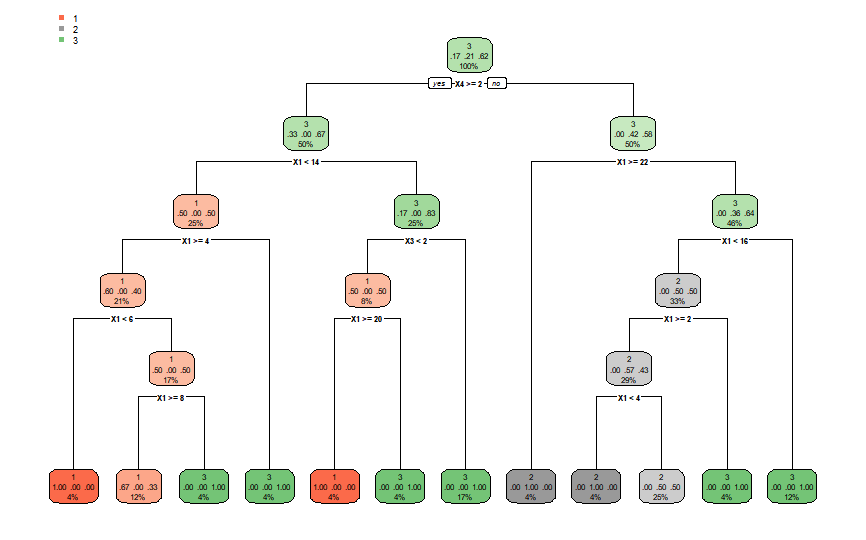 1
2
3
3
.17 .21 .62
100%
yes X4 >= 2 no
3
.33 .00 .67
50%
3
.00 .42 .58
50%
X1 < 14
X1 >= 22
1
.50 .00 .50
25%
3
.17 .00 .83
25%
3
.00 .36 .64
46%
X1 >= 4
X3 < 2
X1 < 16
1
.60 .00 .40
21%
1
.50 .00 .50
8%
2
.00 .50 .50
33%
X1 < 6
X1 >= 20
X1 >= 2
1
.50 .00 .50
17%
2
.00 .57 .43
29%
X1 >= 8
X1 < 4
1
1.00 .00 .00
4%
1
.67 .00 .33
12%
3
.00 .00 1.00
4%
3
.00 .00 1.00
4%
1
1.00 .00 .00
4%
3
.00 .00 1.00
4%
3
.00 .00 1.00
17%
2
.00 1.00 .00
4%
2
.00 1.00 .00
4%
2
.00 .50 .50
25%
3
.00 .00 1.00
4%
3
.00 .00 1.00
12%